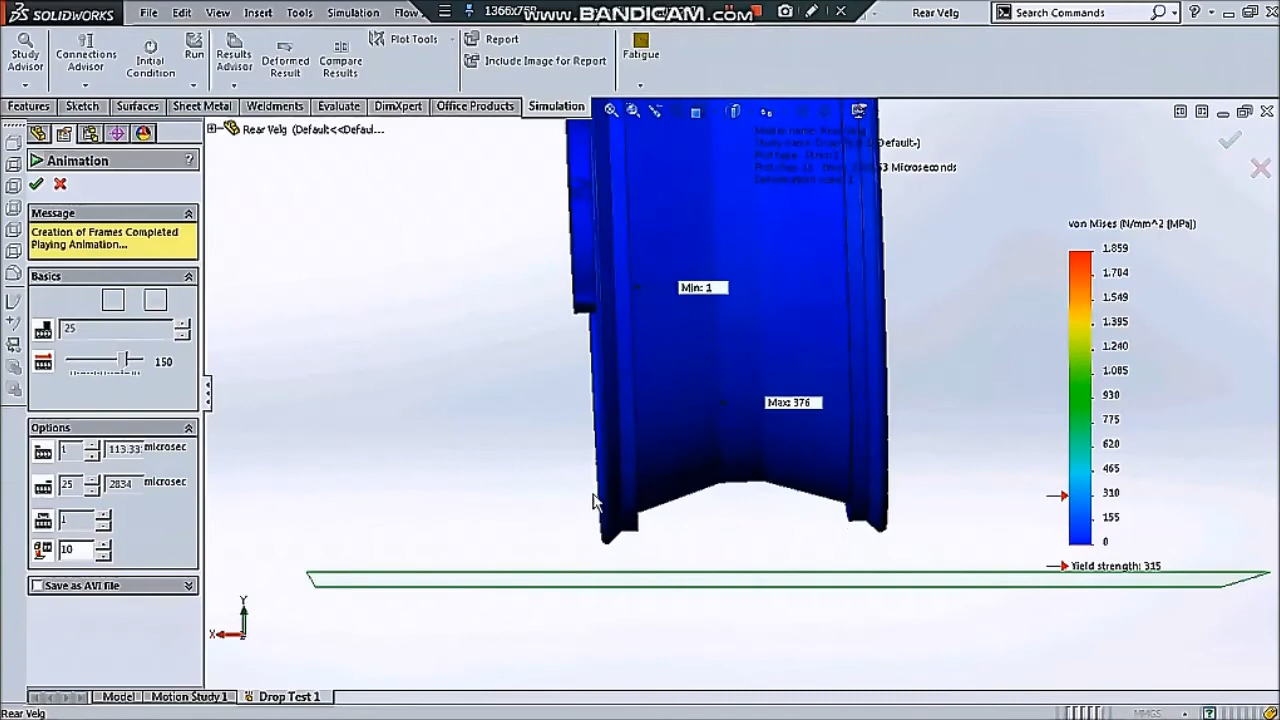 SOLIDWORKS File Edit View Insert Tools Simulation Flow 1366x768 www.BANDICAM.com Rear Velg Search Commands
Study Advisor
Connections Advisor
Initial Condition
Run
Results Advisor
Deformed Result
Compare Results
Plot Tools
Report
Include Image for Report
Fatigue
Features Sketch Surfaces Sheet Metal Weldments Evaluate DimXpert Office Products Simulation
Rear Velg (Default<<Defaul...
Animation ?
Message
Creation of Frames Completed
Playing Animation...
Basics
25
150
Options
1 113.33 microsec
25 2834 microsec
1
10
Save as AVI file
Min: 1
Max: 376
Default-]
53 Microseconds
von Mises (N/mm^2 (MPa))
1.859
1.704
1.549
1.395
1.240
1.085
930
775
620
465
310
155
0
Yield strength: 315
Y
X
Model Motion Study 1 Drop Test 1
Rear Velg MMGS